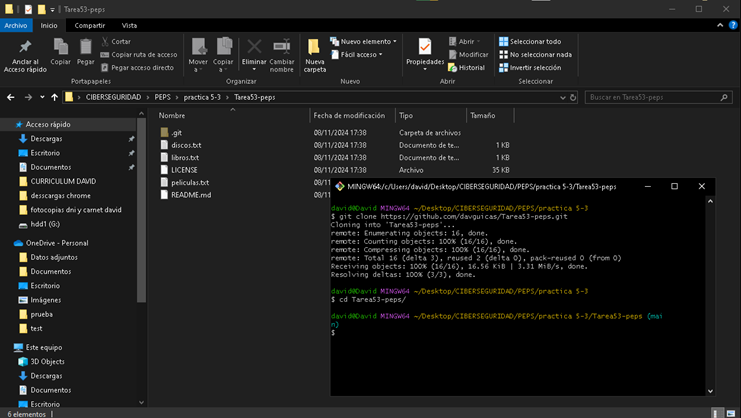 Tarea53-peps
Archivo Inicio Compartir Vista
Anclar al Acceso rápido
Copiar
Pegar
Cortar
Copiar ruta de acceso
Pegar acceso directo
Portapapeles
Mover a
Copiar a
Eliminar
Cambiar nombre
Organizar
Nueva carpeta
Nuevo elemento
Fácil acceso
Nuevo
Propiedades
Abrir
Modificar
Historial
Abrir
Seleccionar todo
No seleccionar nada
Invertir selección
Seleccionar
CIBERSEGURIDAD > PEPS > practica 5-3 > Tarea53-peps
Buscar en Tarea53-peps
Acceso rápido
Descargas
Escritorio
Documentos
CURRICULUM DAVID
desscargas chrome
fotocopias dni y carnet david
hdd1 (G:)
OneDrive - Personal
Datos adjuntos
Documentos
Escritorio
Imágenes
prueba
test
Este equipo
3D Objects
Descargas
Documentos
Escritorio
Nombre Fecha de modificación Tipo Tamaño
.git 08/11/2024 17:38 Carpeta de archivos
discos.txt 08/11/2024 17:38 Documento de te... 1 KB
libros.txt 08/11/2024 17:38 Documento de te... 1 KB
LICENSE 08/11/2024 17:38 Archivo 35 KB
peliculas.txt 08/11/2024 17:38
README.md 08/11/2024 17:38
MINGW64:/c/Users/david/Desktop/CIBERSEGURIDAD/PEPS/practica 5-3/Tarea53-peps
david@David MINGW64 ~/Desktop/CIBERSEGURIDAD/PEPS/practica 5-3
$ git clone https://github.com/davguicas/Tarea53-peps.git
Cloning into 'Tarea53-peps'...
remote: Enumerating objects: 16, done.
remote: Counting objects: 100% (16/16), done.
remote: Compressing objects: 100% (16/16), done.
remote: Total 16 (delta 3), reused 2 (delta 0), pack-reused 0 (from 0)
Receiving objects: 100% (16/16), 16.56 KiB | 3.31 MiB/s, done.
Resolving deltas: 100% (3/3), done.
david@David MINGW64 ~/Desktop/CIBERSEGURIDAD/PEPS/practica 5-3
$ cd Tarea53-peps/
david@David MINGW64 ~/Desktop/CIBERSEGURIDAD/PEPS/practica 5-3/Tarea53-peps (mai
n)
$
6 elementos